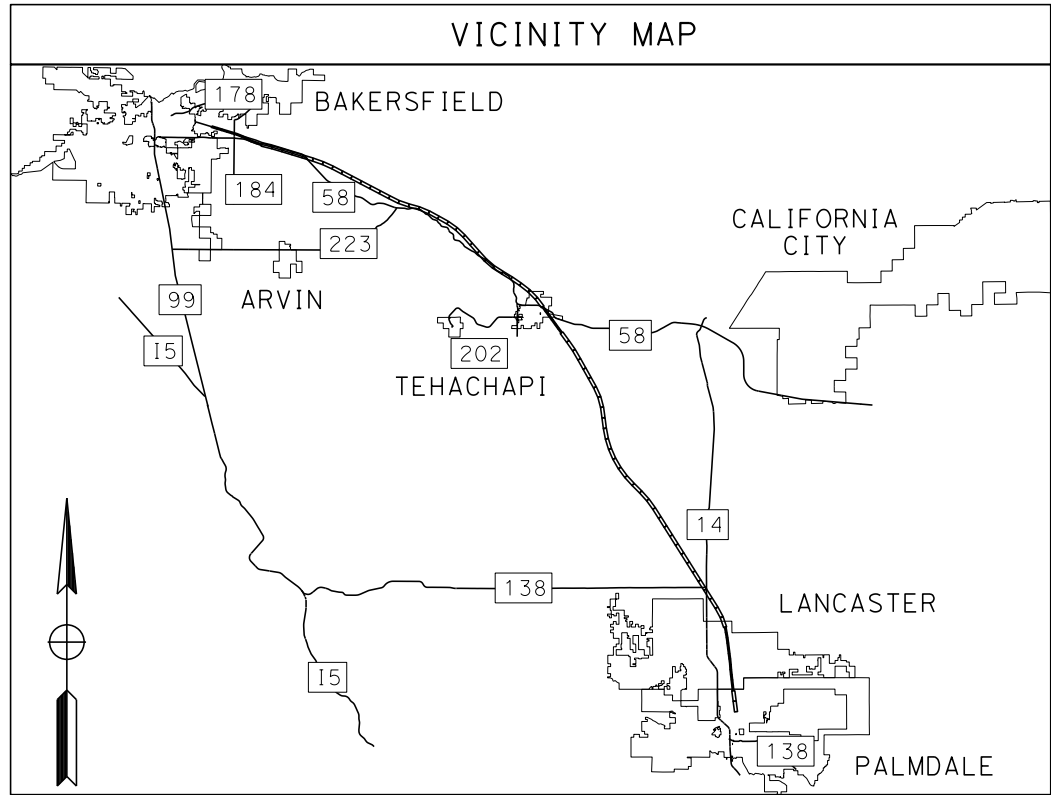 VICINITY MAP
178
BAKERSFIELD
184
58
223
CALIFORNIA
CITY
99
ARVIN
I5
58
202
TEHACHAPI
14
138
LANCASTER
I5
138
PALMDALE